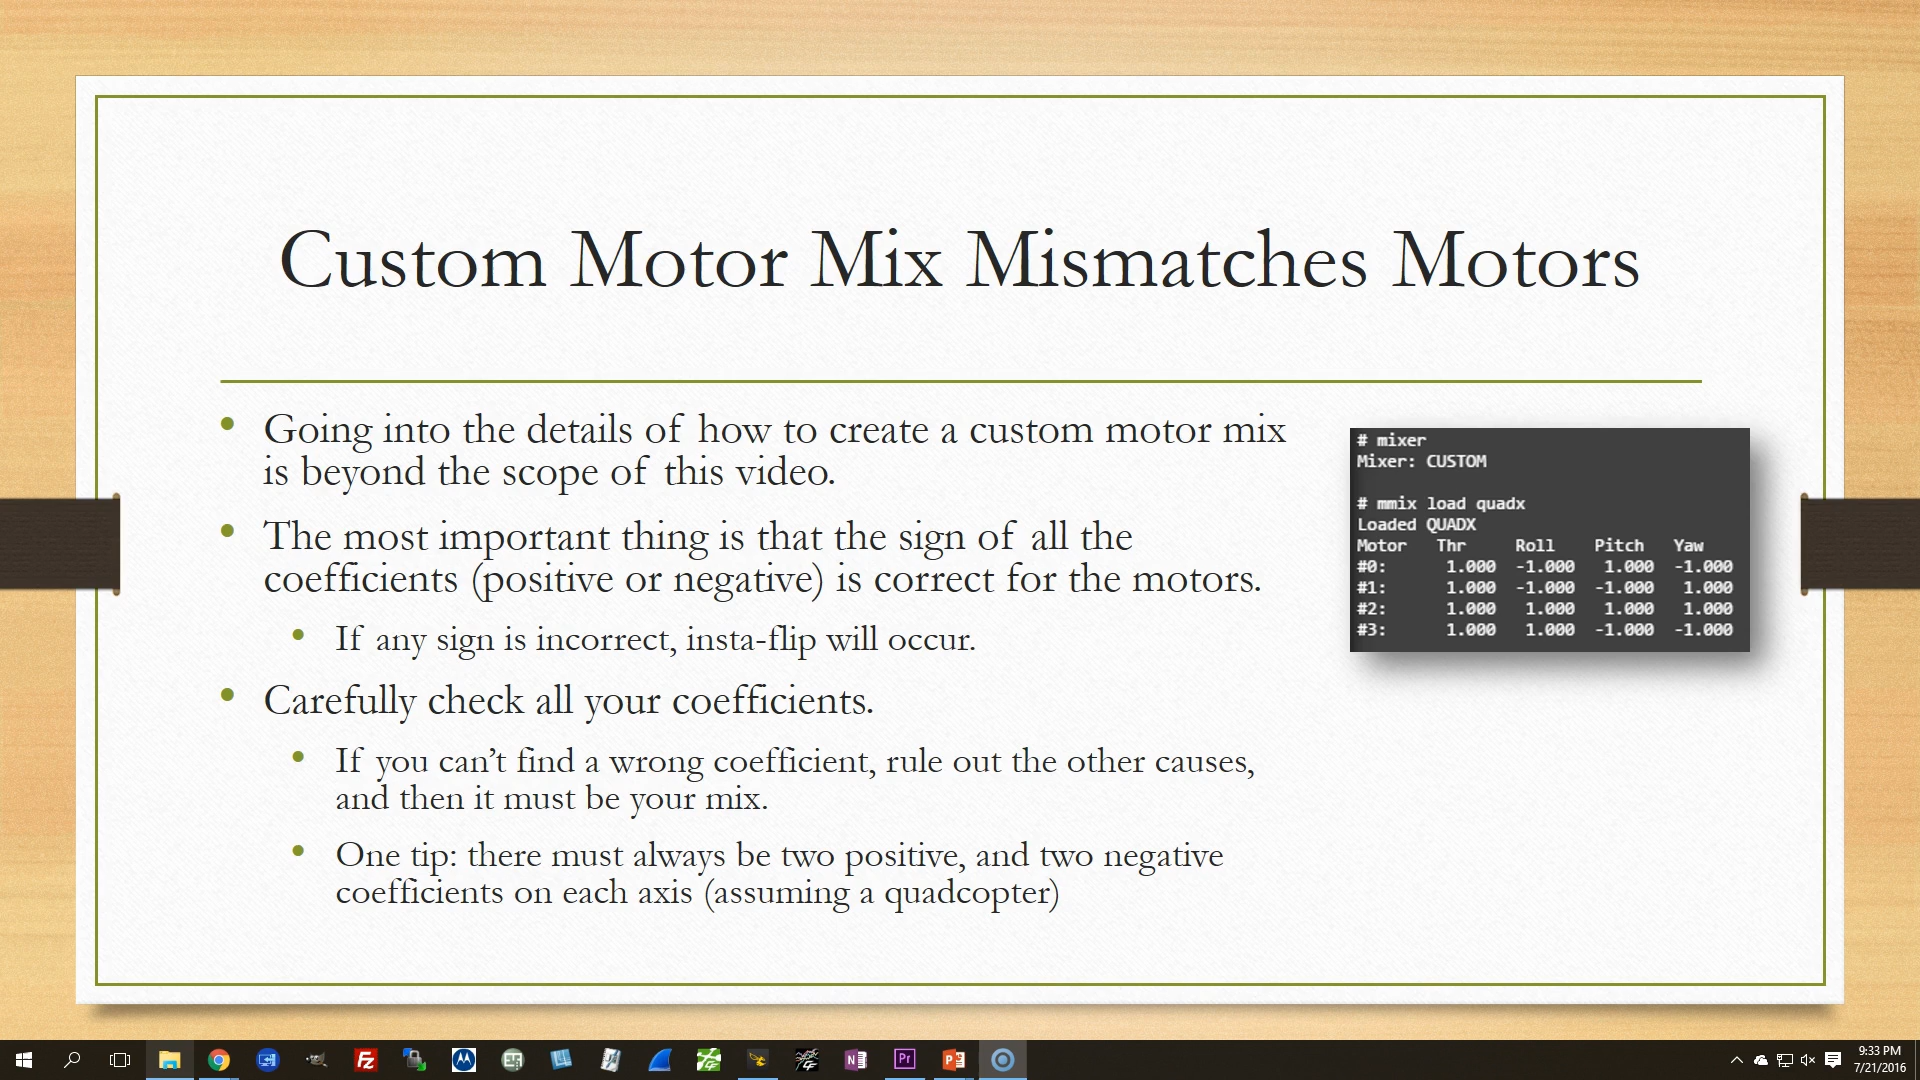 Custom Motor Mix Mismatches Motors
• Going into the details of how to create a custom motor mix
is beyond the scope of this video.
• The most important thing is that the sign of all the
coefficients (positive or negative) is correct for the motors.
• If any sign is incorrect, insta-flip will occur.
• Carefully check all your coefficients.
• If you can’t find a wrong coefficient, rule out the other causes,
and then it must be your mix.
• One tip: there must always be two positive, and two negative
coefficients on each axis (assuming a quadcopter)
# mixer
Mixer: CUSTOM
# mmix load quadx
Loaded QUADX
Motor Thr Roll Pitch Yaw
#0: 1.000 -1.000 1.000 -1.000
#1: 1.000 -1.000 -1.000 1.000
#2: 1.000 1.000 1.000 1.000
#3: 1.000 1.000 -1.000 -1.000
Fz
N
Pr
P
9:33 PM
7/21/2016